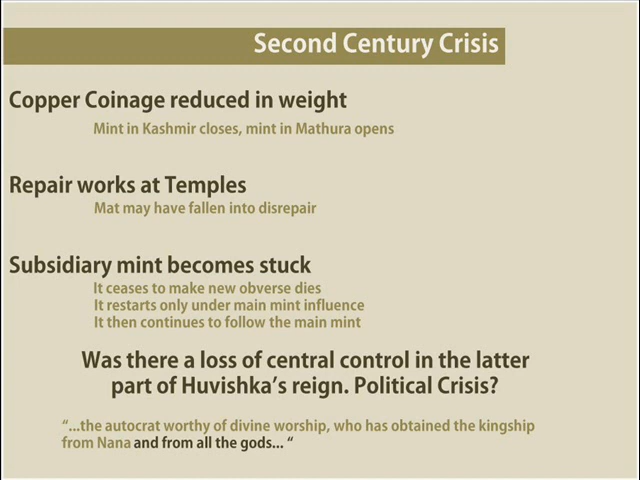 Second Century Crisis
Copper Coinage reduced in weight
Mint in Kashmir closes, mint in Mathura opens
Repair works at Temples
Mat may have fallen into disrepair
Subsidiary mint becomes stuck
It ceases to make new obverse dies
It restarts only under main mint influence
It then continues to follow the main mint
Was there a loss of central control in the latter
part of Huvishka’s reign. Political Crisis?
“...the autocrat worthy of divine worship, who has obtained the kingship
from Nana and from all the gods... “